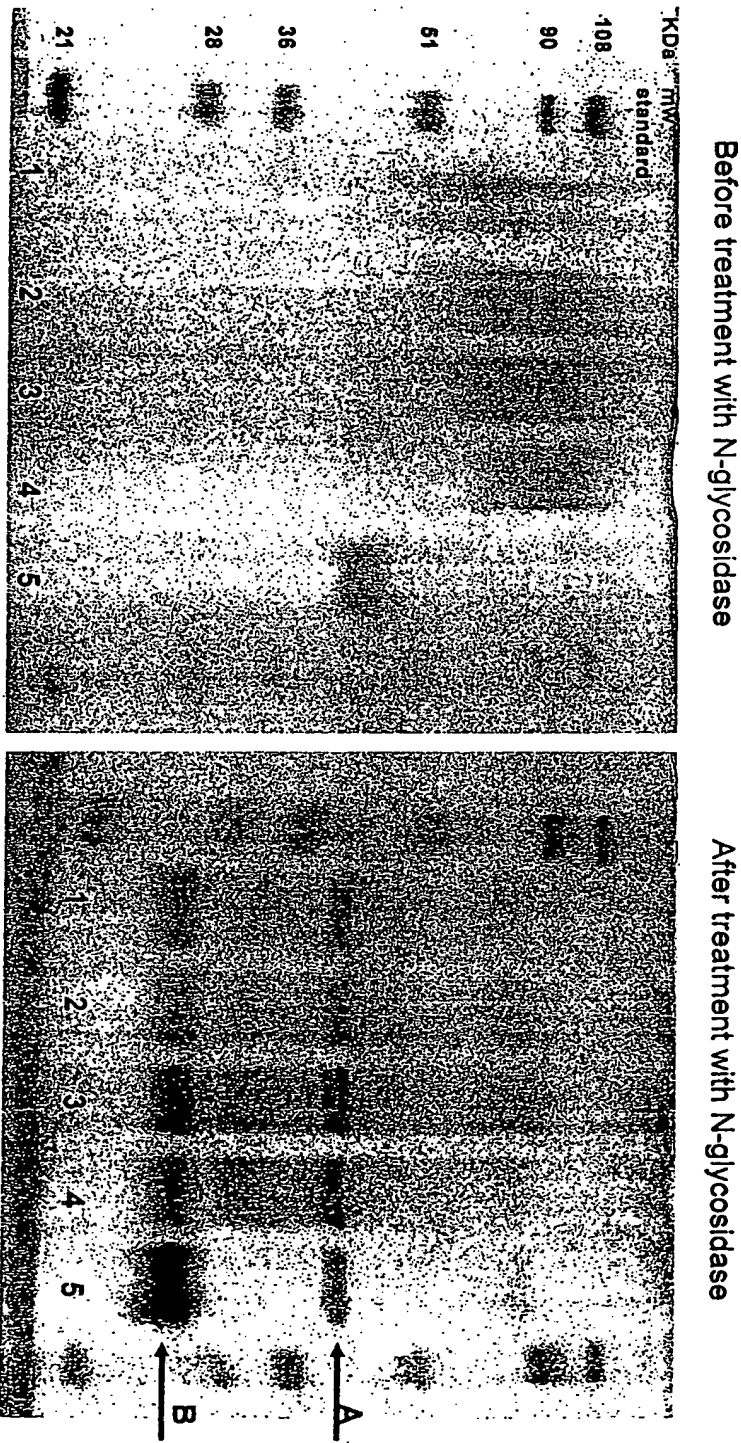 Before treatment with N-glycosidase
KDa mW
standard
108
90
51
36
28
21
1 2 3 4 5
After treatment with N-glycosidase
A
B
1 2 3 4 5